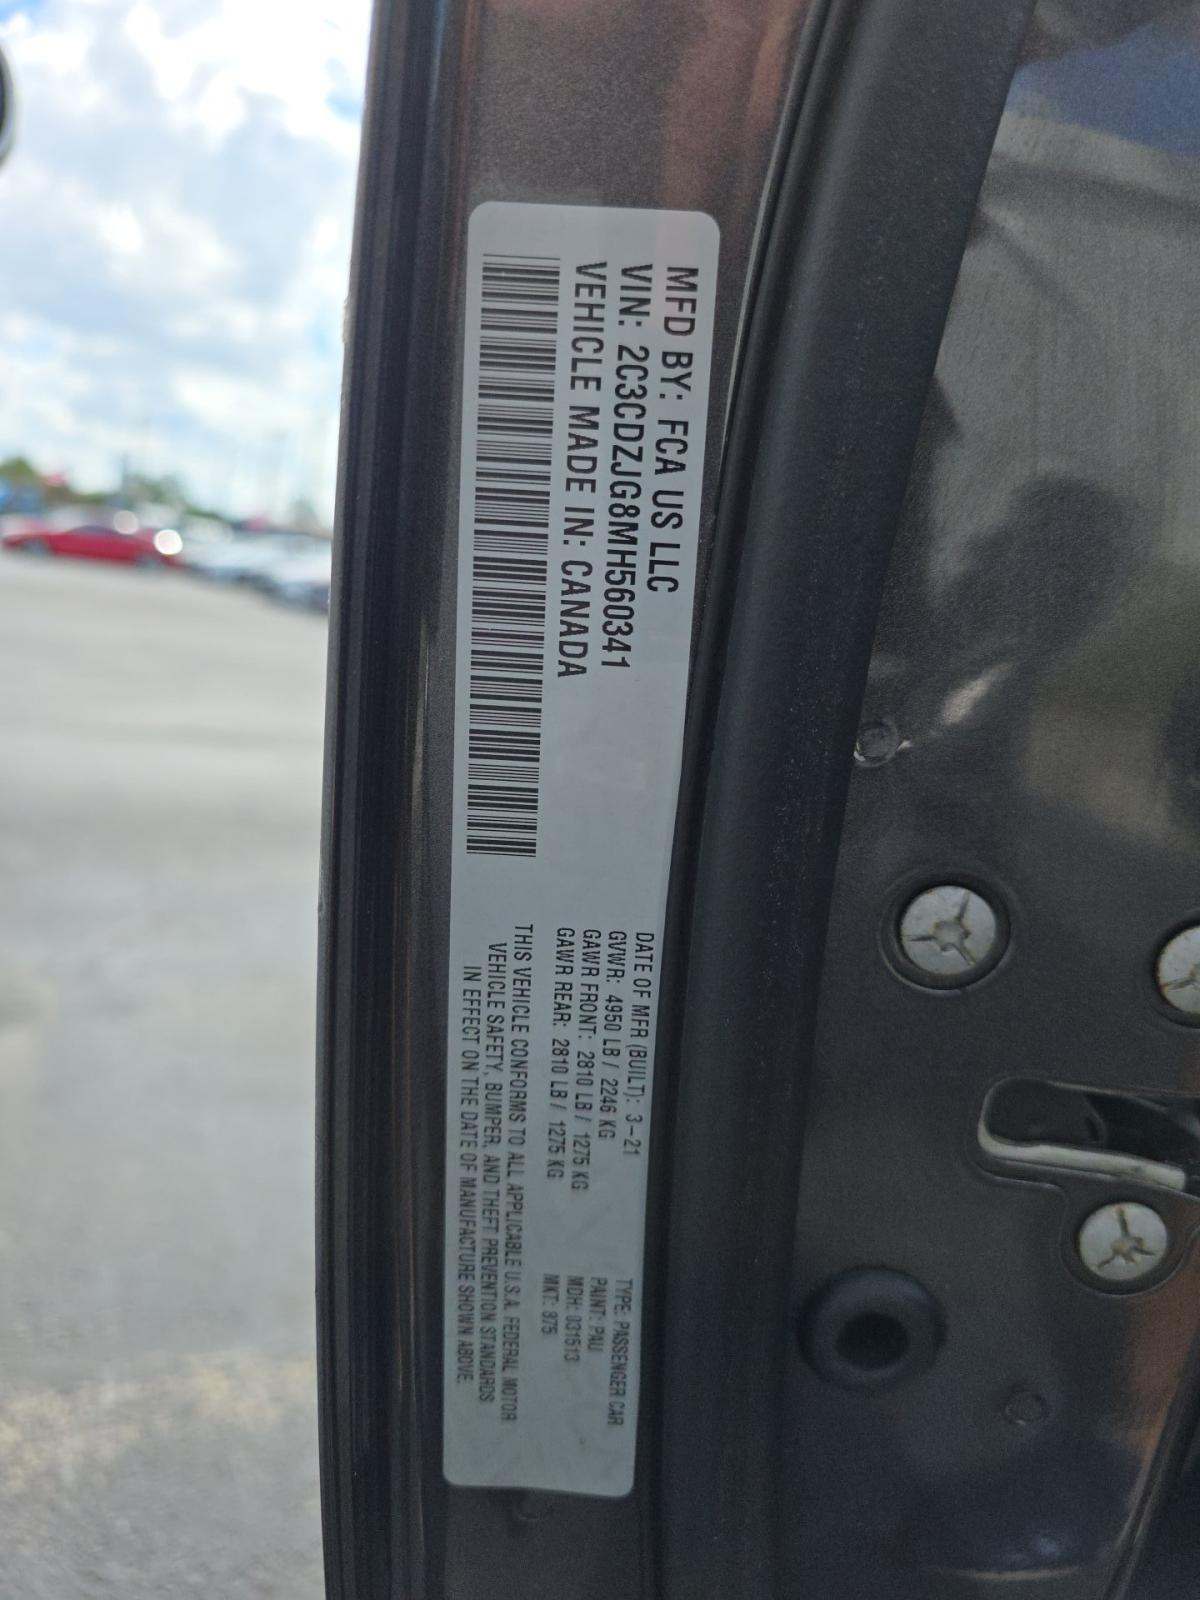 MFD BY: FCA US LLC
VIN: 2C3CDZJG8MH560341
VEHICLE MADE IN: CANADA
DATE OF MFR (BUILT): 3-21
GVWR: 4950 LB / 2246 KG
GAWR FRONT: 2810 LB / 1275 KG
GAWR REAR: 2810 LB / 1275 KG
TYPE: PASSENGER CAR
PAINT: PAU
MDH: 031513
MKT: 875
THIS VEHICLE CONFORMS TO ALL APPLICABLE U.S.A. FEDERAL MOTOR
VEHICLE SAFETY, BUMPER, AND THEFT PREVENTION STANDARDS
IN EFFECT ON THE DATE OF MANUFACTURE SHOWN ABOVE.